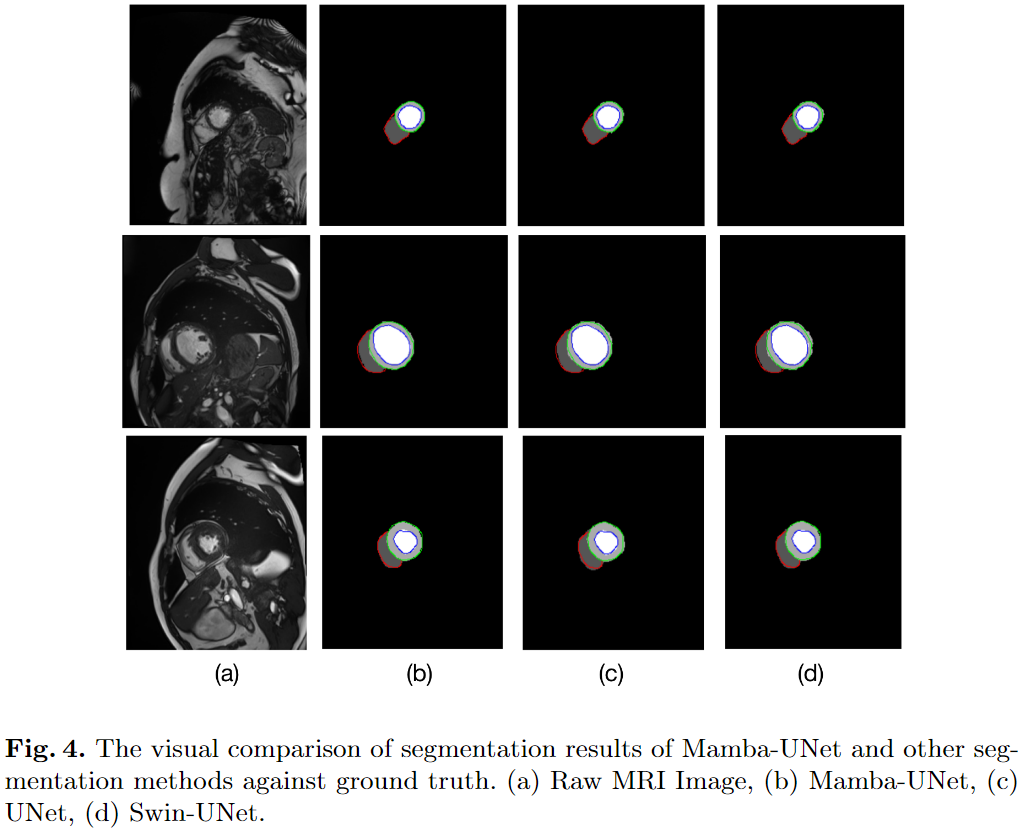 (a) (b) (c) (d)
Fig. 4. The visual comparison of segmentation results of Mamba-UNet and other seg-
mentation methods against ground truth. (a) Raw MRI Image, (b) Mamba-UNet, (c)
UNet, (d) Swin-UNet.